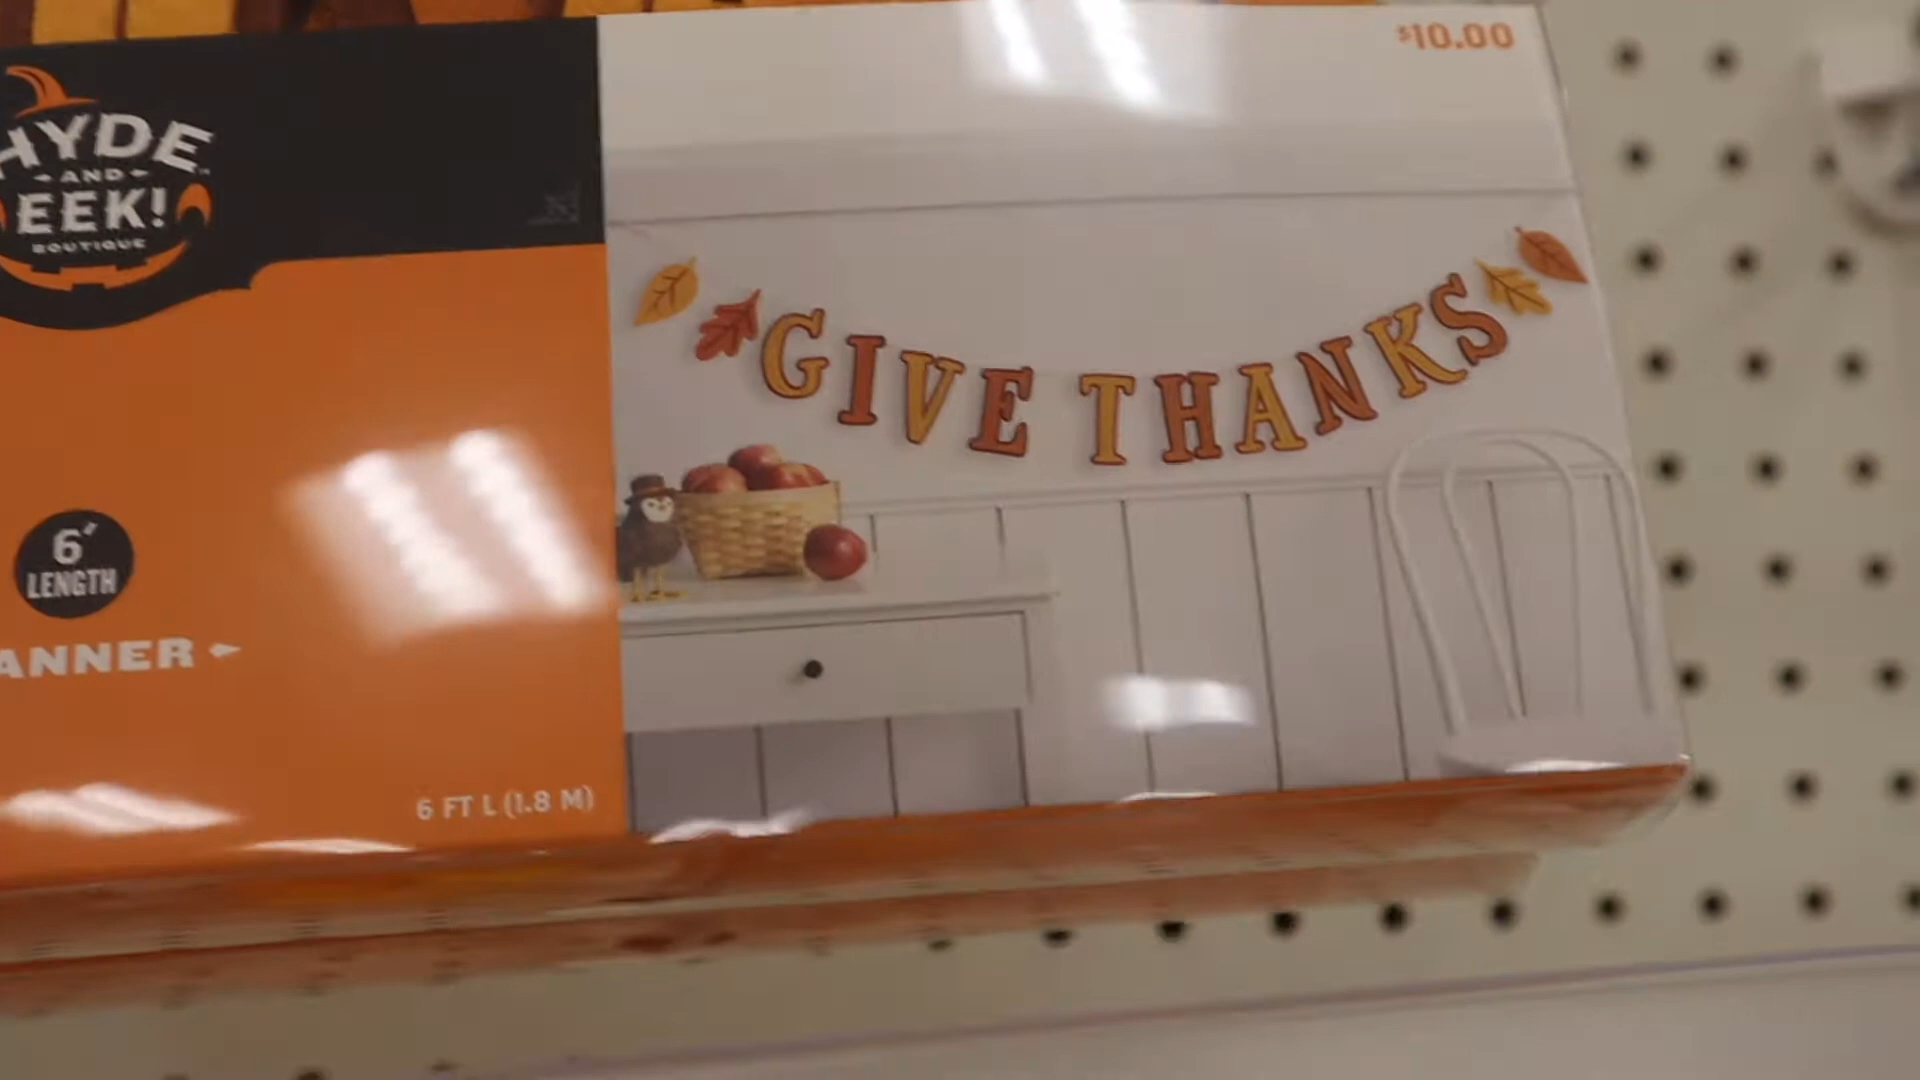 HYDE
AND
EEK!
BOUTIQUE
$10.00
GIVE THANKS
6' LENGTH
ANNER
6 FT L (1.8 M)